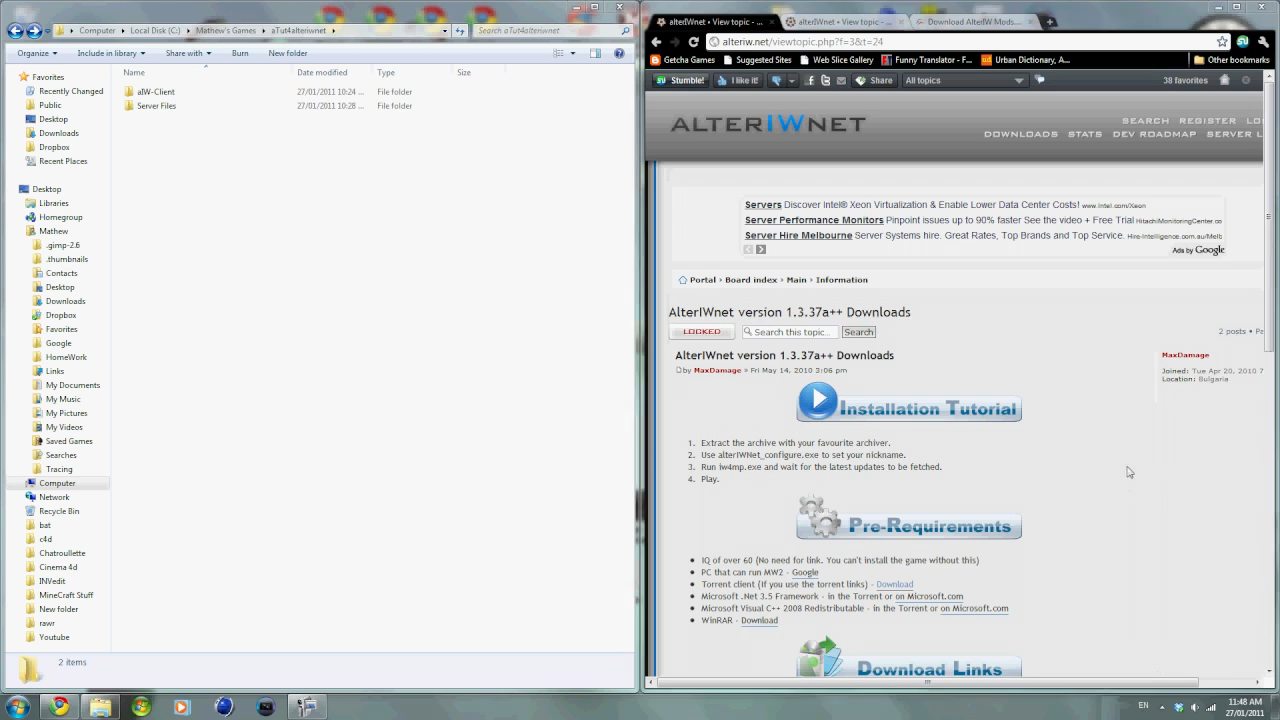 Computer Local Disk (C:) Mathew's Games aTut4alteriwnet
Search aTut4alteriwnet
Organize Include in library Share with Burn New folder
Name Date modified Type Size
aIW-Client 27/01/2011 10:24 ... File folder
Server Files 27/01/2011 10:28 ... File folder
Favorites
Recently Changed
Public
Desktop
Downloads
Dropbox
Recent Places
Desktop
Libraries
Homegroup
Mathew
.gimp-2.6
.thumbnails
Contacts
Desktop
Downloads
Dropbox
Favorites
Google
HomeWork
Links
My Documents
My Music
My Pictures
My Videos
Saved Games
Searches
Tracing
Computer
Network
Recycle Bin
bat
c4d
Chatroullette
Cinema 4d
INVedit
MineCraft Stuff
New folder
rawr
Youtube
2 items
alterIWnet • View topic - ...
alterIWnet • View topic - ...
Download AlterIW Mods...
alteriw.net/viewtopic.php?f=3&t=24
Getcha Games Suggested Sites Web Slice Gallery Funny Translator - F... Urban Dictionary, A... Other bookmarks
Stumble! I like it! Share All topics 38 favorites
ALTERIWNET
SEARCH REGISTER LO
DOWNLOADS STATS DEV ROADMAP SERVER L
Servers Discover Intel® Xeon Virtualization & Enable Lower Data Center Costs! www.Intel.com/Xeon
Server Performance Monitors Pinpoint issues up to 90% faster See the video + Free Trial HitachiMonitoringCenter.co
Server Hire Melbourne Server Systems hire. Great Rates, Top Brands and Top Service. Hire-Intelligence.com.au/Melb
Ads by Google
Portal ‹ Board index ‹ Main ‹ Information
AlterIWnet version 1.3.37a++ Downloads
LOCKED Search this topic... Search 2 posts • Pa
AlterIWnet version 1.3.37a++ Downloads
by MaxDamage » Fri May 14, 2010 3:06 pm
MaxDamage
Joined: Tue Apr 20, 2010 7
Location: Bulgaria
Installation Tutorial
1. Extract the archive with your favourite archiver.
2. Use alterIWNet_configure.exe to set your nickname.
3. Run iw4mp.exe and wait for the latest updates to be fetched.
4. Play.
Pre-Requirements
• IQ of over 60 (No need for link. You can't install the game without this)
• PC that can run MW2 - Google
• Torrent client (If you use the torrent links) - Download
• Microsoft .Net 3.5 Framework - in the Torrent or on Microsoft.com
• Microsoft Visual C++ 2008 Redistributable - in the Torrent or on Microsoft.com
• WinRAR - Download
Download Links
EN
11:48 AM
27/01/2011